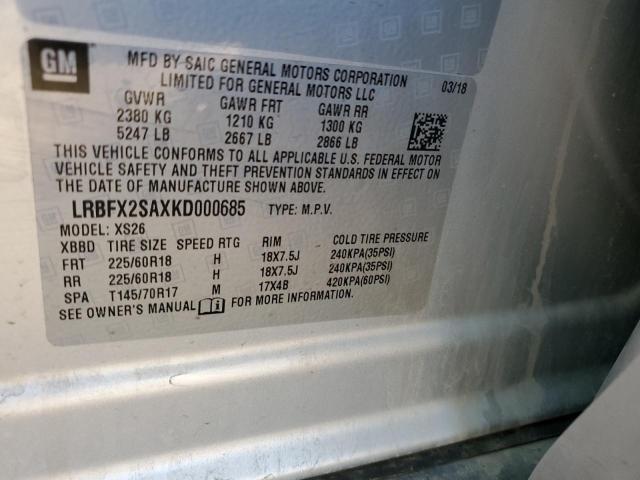 GM
MFD BY SAIC GENERAL MOTORS CORPORATION
LIMITED FOR GENERAL MOTORS LLC 03/18
GVWR GAWR FRT GAWR RR
2380 KG 1210 KG 1300 KG
5247 LB 2667 LB 2866 LB
THIS VEHICLE CONFORMS TO ALL APPLICABLE U.S. FEDERAL MOTOR
VEHICLE SAFETY AND THEFT PREVENTION STANDARDS IN EFFECT ON
THE DATE OF MANUFACTURE SHOWN ABOVE.
LRBFX2SAXKD000685 TYPE: M.P.V.
MODEL: XS26
XBBD TIRE SIZE SPEED RTG RIM COLD TIRE PRESSURE
FRT 225/60R18 H 18X7.5J 240KPA(35PSI)
RR 225/60R18 H 18X7.5J 240KPA(35PSI)
SPA T145/70R17 M 17X4B 420KPA(60PSI)
SEE OWNER'S MANUAL FOR MORE INFORMATION